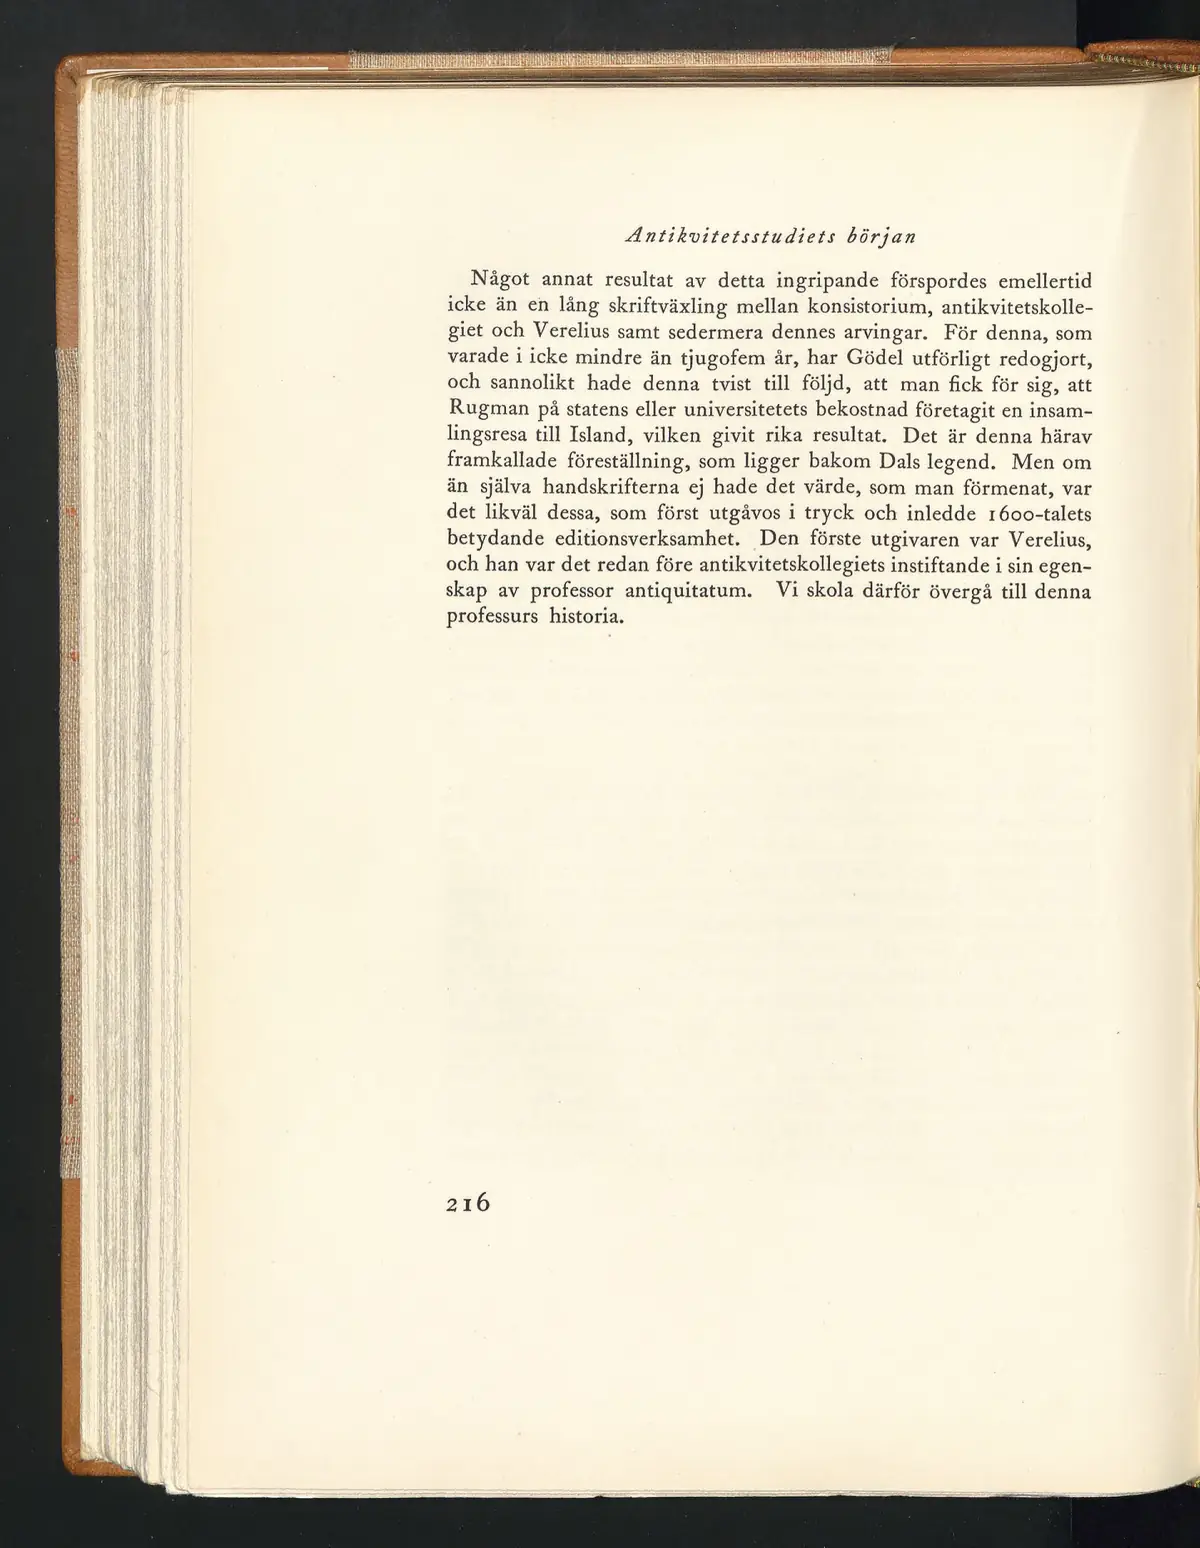 Antikvitetsstudiets början
Något annat resultat av detta ingripande förspordes emellertid
icke än en lång skriftväxling mellan konsistorium, antikvitetskolle-
giet och Verelius samt sedermera dennes arvingar. För denna, som
varade i icke mindre än tjugofem år, har Gödel utförligt redogjort,
och sannolikt hade denna tvist till följd, att man fick för sig, att
Rugman på statens eller universitetets bekostnad företagit en insam-
lingsresa till Island, vilken givit rika resultat. Det är denna härav
framkallade föreställning, som ligger bakom Dals legend. Men om
än själva handskrifterna ej hade det värde, som man förmenat, var
det likväl dessa, som först utgåvos i tryck och inledde 1600-talets
betydande editionsverksamhet. Den förste utgivaren var Verelius,
och han var det redan före antikvitetskollegiets instiftande i sin egen-
skap av professor antiquitatum. Vi skola därför övergå till denna
professurs historia.
216